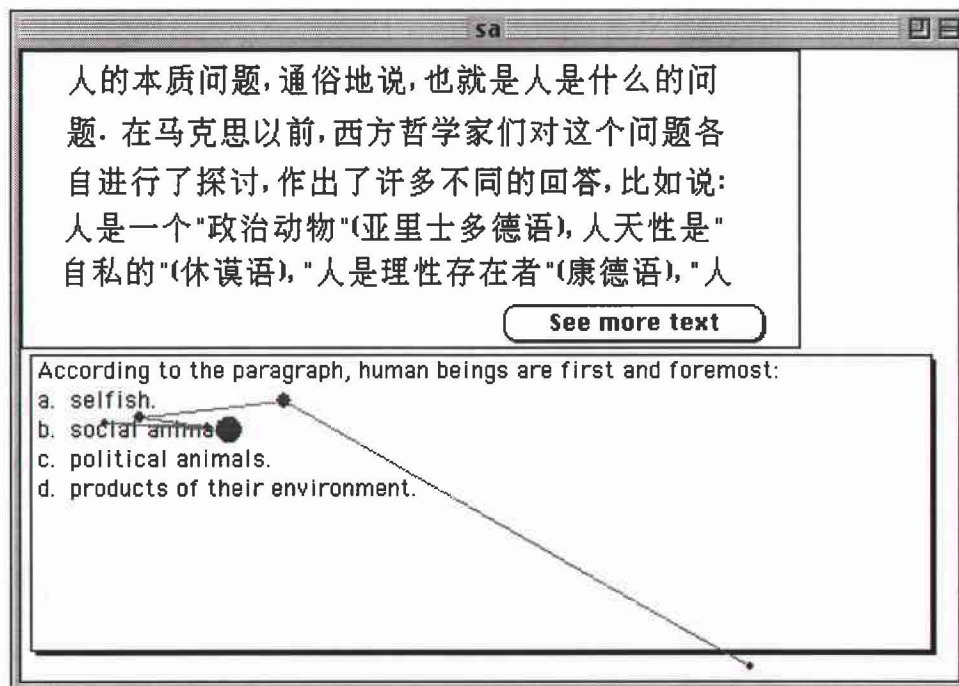 sa
人的本质问题,通俗地说,也就是人是什么的问
题. 在马克思以前,西方哲学家们对这个问题各
自进行了探讨,作出了许多不同的回答,比如说:
人是一个"政治动物"(亚里士多德语), 人天性是"
自私的"(休谟语), "人是理性存在者"(康德语), "人
See more text
According to the paragraph, human beings are first and foremost:
a. selfish.
b. social
c. political animals.
d. products of their environment.